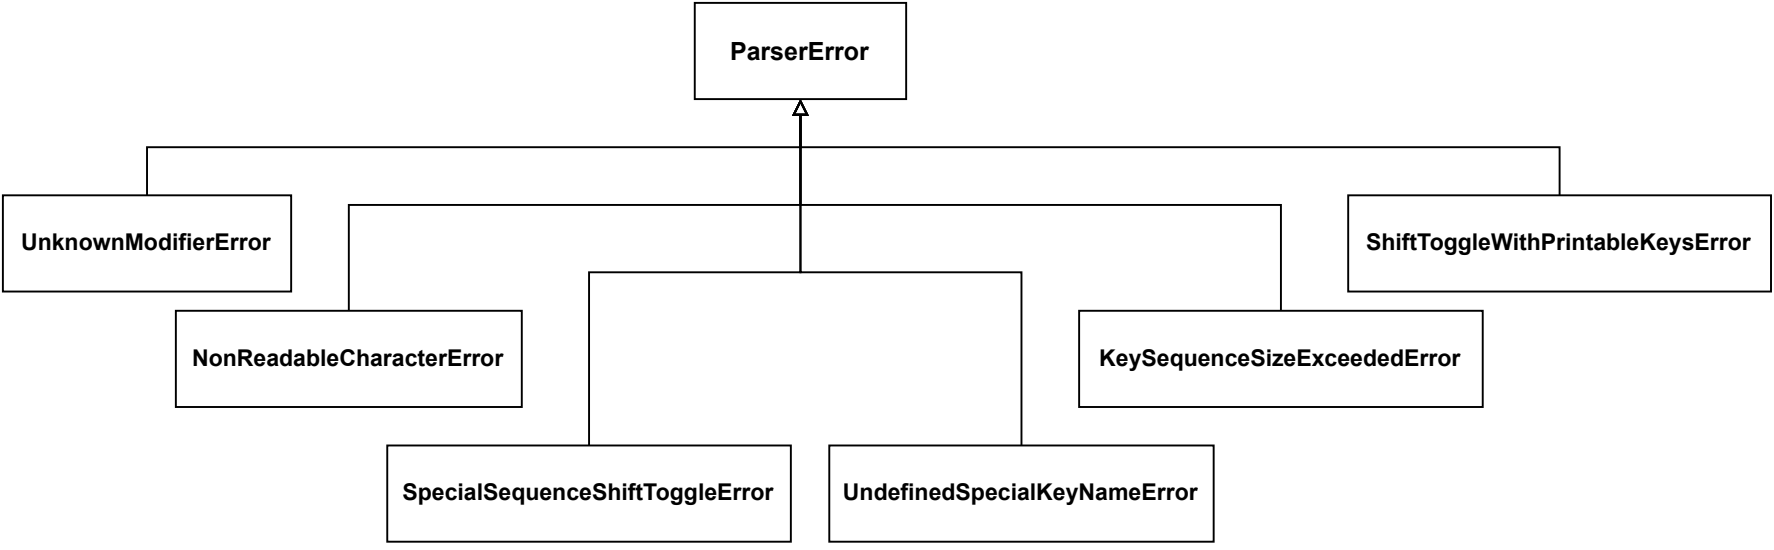 ParserError
UnknownModifierError
ShiftToggleWithPrintableKeysError
NonReadableCharacterError
KeySequenceSizeExceededError
SpecialSequenceShiftToggleError
UndefinedSpecialKeyNameError